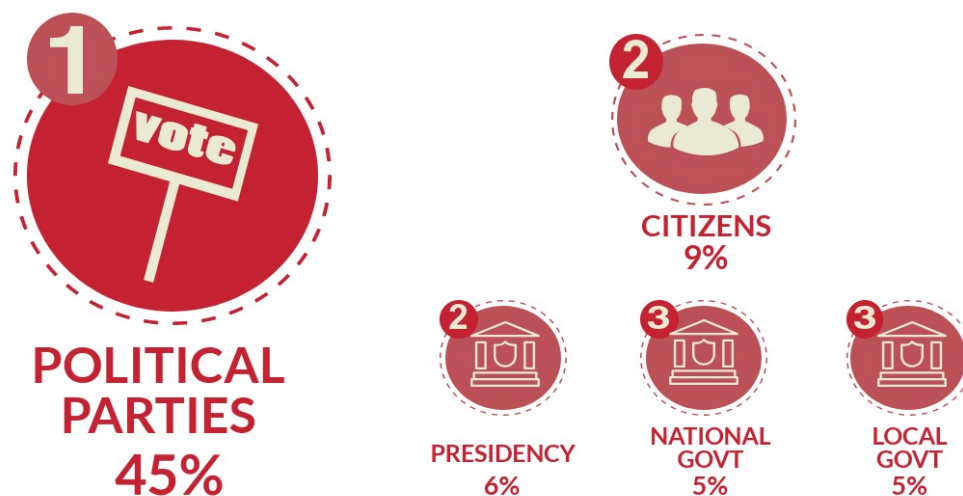 1
vote
POLITICAL
PARTIES
45%
2
CITIZENS
9%
2
PRESIDENCY
6%
3
NATIONAL
GOVT
5%
3
LOCAL
GOVT
5%